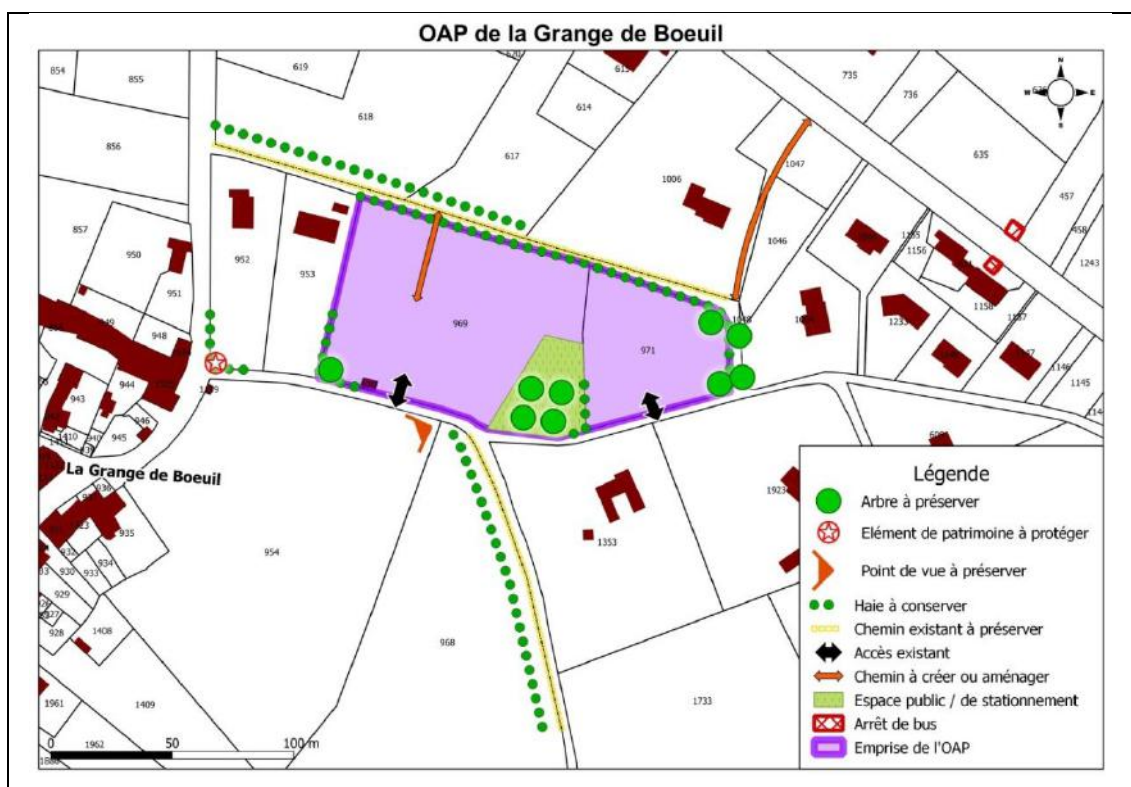 OAP de la Grange de Boeuil
854
855
619
618
614
617
735
736
635
856
1047
457
458
1243
857
950
951
952
953
1006
1046
1156
1158
948
969
971
944
943
945
946
940
1410
La Grange de Boeuil
936
935
934
933
932
930
929
928
954
968
1353
1408
1409
1733
1961
1962
1146
1145
0 50 100 m
N
E
S
Légende
Arbre à préserver
Elément de patrimoine à protéger
Point de vue à préserver
Haie à conserver
Chemin existant à préserver
Accès existant
Chemin à créer ou aménager
Espace public / de stationnement
Arrêt de bus
Emprise de l'OAP